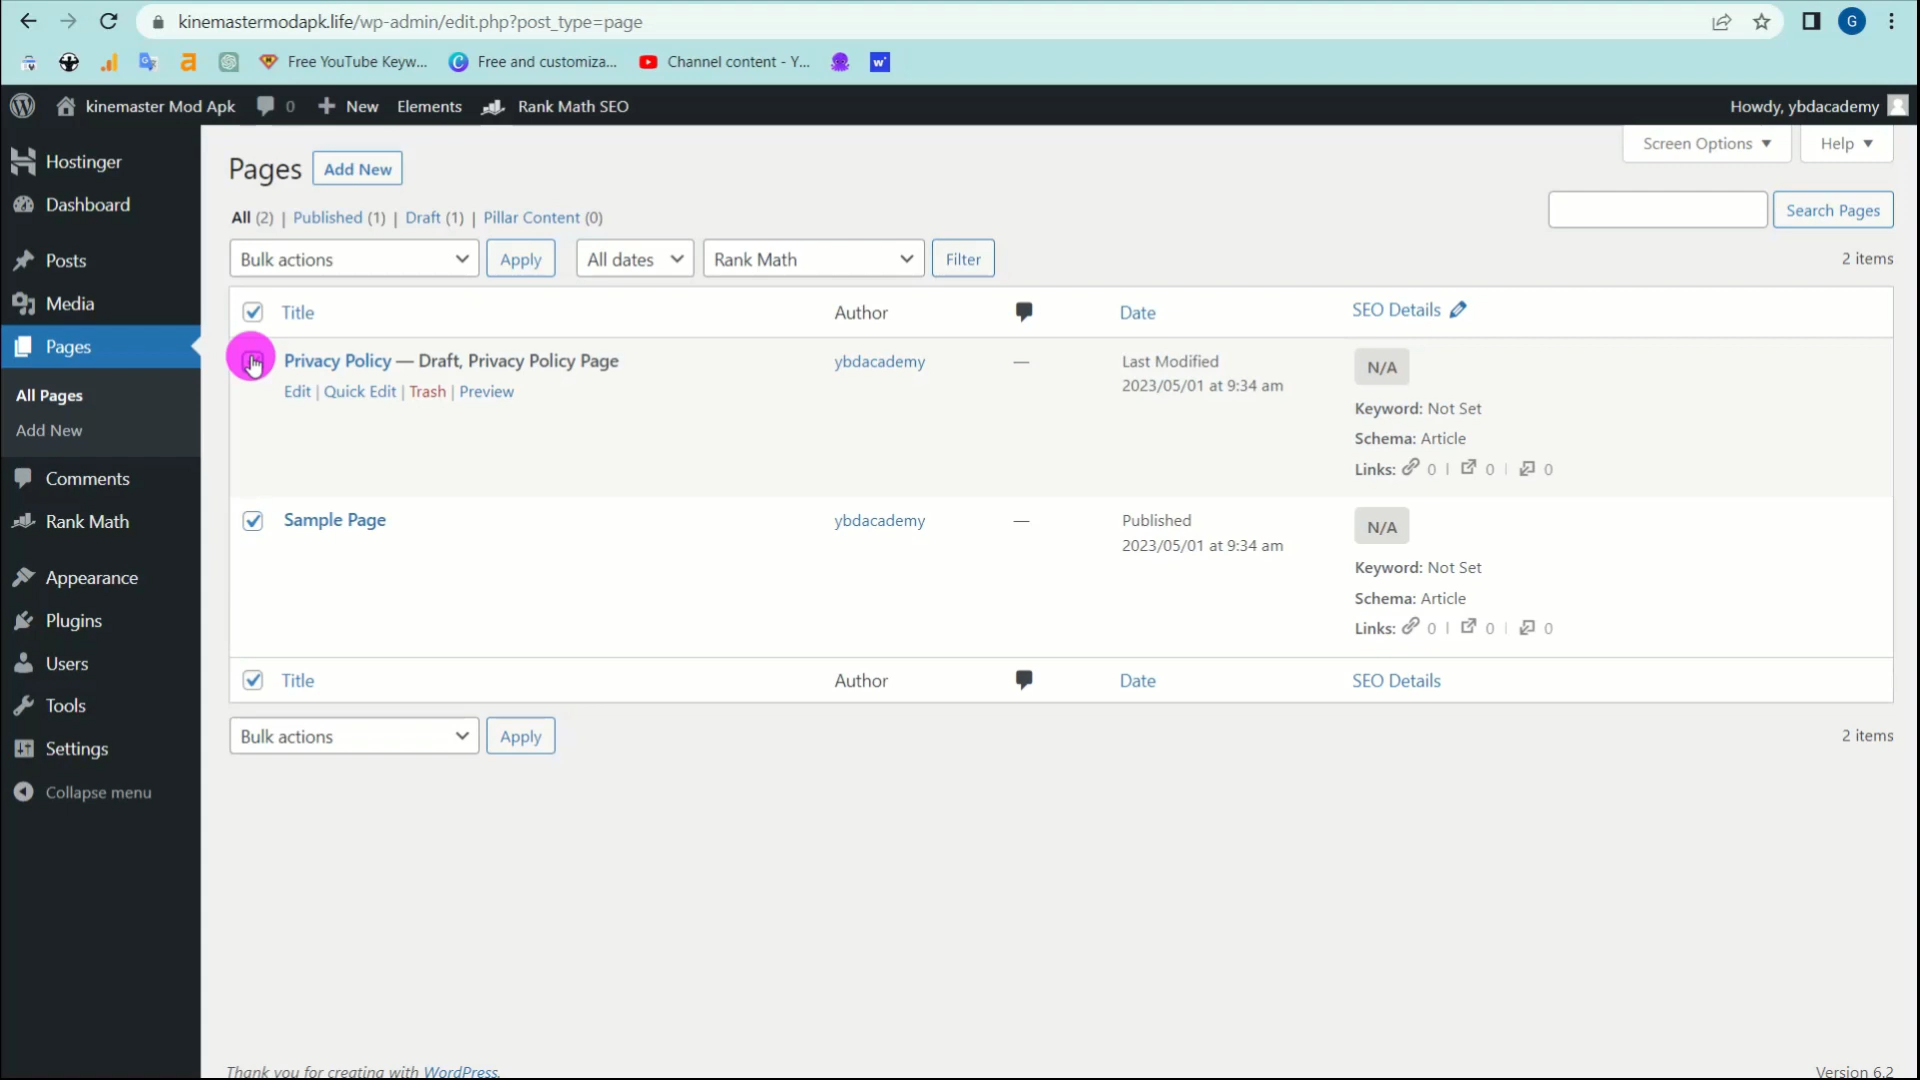 kinemastermodapk.life/wp-admin/edit.php?post_type=page
G
Free YouTube Keyw... Free and customiza... Channel content - Y...
kinemaster Mod Apk 0 New Elements Rank Math SEO Howdy, ybdacademy
Hostinger
Dashboard
Posts
Media
Pages
All Pages
Add New
Comments
Rank Math
Appearance
Plugins
Users
Tools
Settings
Collapse menu
Screen Options Help
Pages Add New
All (2) | Published (1) | Draft (1) | Pillar Content (0)
Search Pages
Bulk actions Apply All dates Rank Math Filter 2 items
Title Author Date SEO Details
Privacy Policy — Draft, Privacy Policy Page ybdacademy — Last Modified N/A
2023/05/01 at 9:34 am
Edit | Quick Edit | Trash | Preview
Keyword: Not Set
Schema: Article
Links: 0 | 0 | 0
Sample Page ybdacademy — Published N/A
2023/05/01 at 9:34 am
Keyword: Not Set
Schema: Article
Links: 0 | 0 | 0
Title Author Date SEO Details
Bulk actions Apply 2 items
Thank you for creating with WordPress. Version 6.2